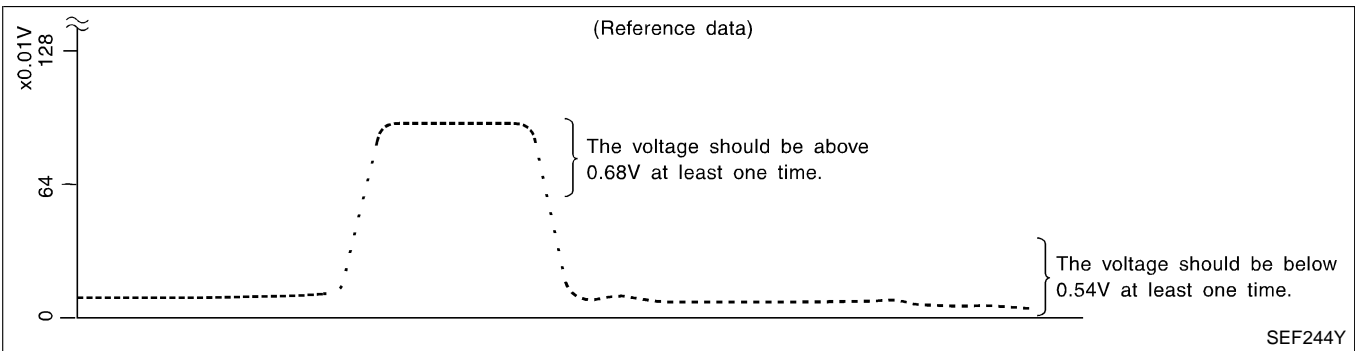 (Reference data)
x0.01V
128
64
0
The voltage should be above
0.68V at least one time.
The voltage should be below
0.54V at least one time.
SEF244Y